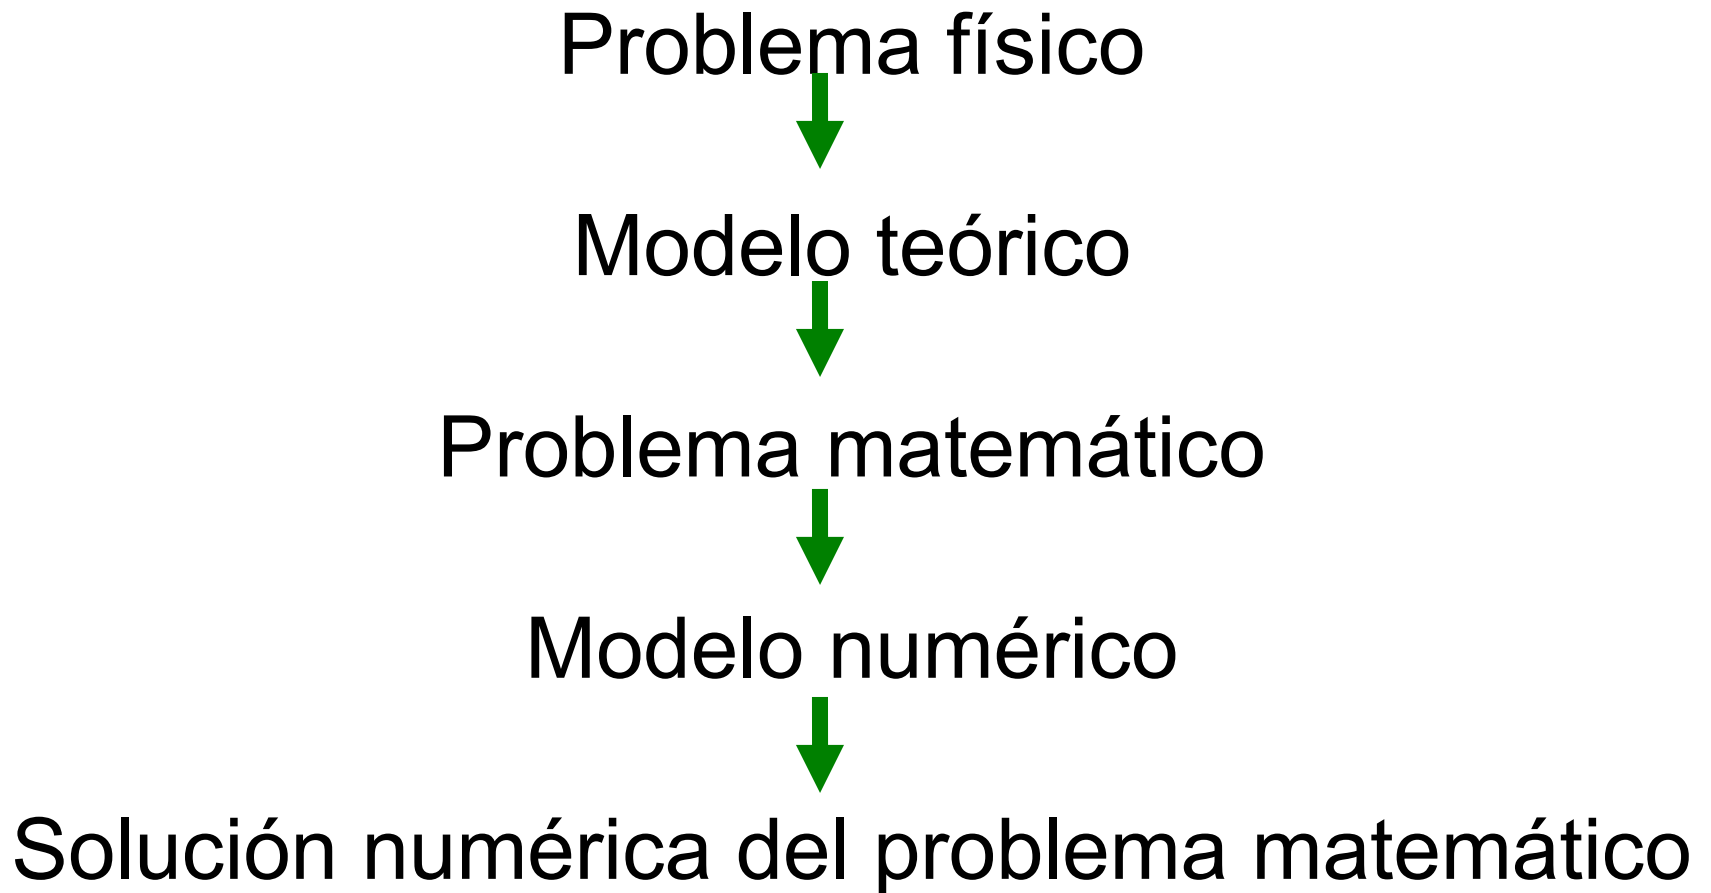 Problema físico
Modelo teórico
Problema matemático
Modelo numérico
Solución numérica del problema matemático